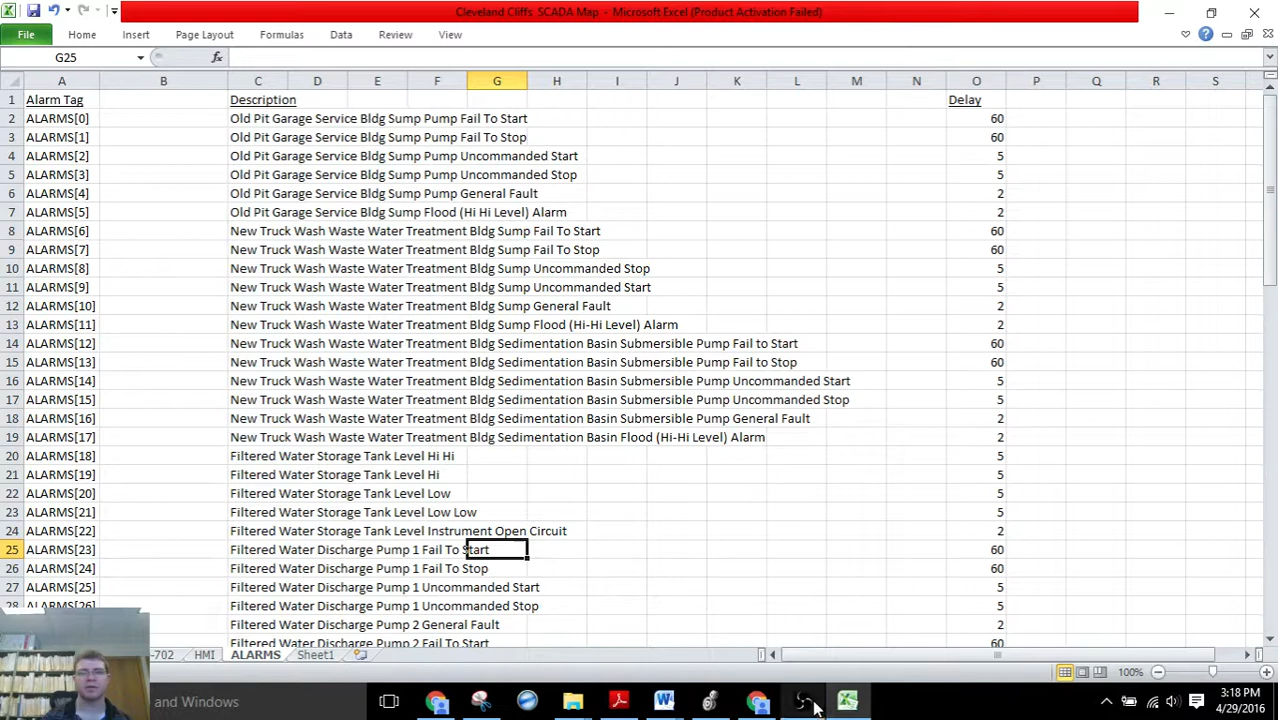 Cleveland Cliffs SCADA Map - Microsoft Excel (Product Activation Failed)
File Home Insert Page Layout Formulas Data Review View
G25 fx
A B C D E F G H I J K L M N O P Q R S
1 Alarm Tag Description Delay
2 ALARMS[0] Old Pit Garage Service Bldg Sump Pump Fail To Start 60
3 ALARMS[1] Old Pit Garage Service Bldg Sump Pump Fail To Stop 60
4 ALARMS[2] Old Pit Garage Service Bldg Sump Pump Uncommanded Start 5
5 ALARMS[3] Old Pit Garage Service Bldg Sump Pump Uncommanded Stop 5
6 ALARMS[4] Old Pit Garage Service Bldg Sump Pump General Fault 2
7 ALARMS[5] Old Pit Garage Service Bldg Sump Flood (Hi Hi Level) Alarm 2
8 ALARMS[6] New Truck Wash Waste Water Treatment Bldg Sump Fail To Start 60
9 ALARMS[7] New Truck Wash Waste Water Treatment Bldg Sump Fail To Stop 60
10 ALARMS[8] New Truck Wash Waste Water Treatment Bldg Sump Uncommanded Stop 5
11 ALARMS[9] New Truck Wash Waste Water Treatment Bldg Sump Uncommanded Start 5
12 ALARMS[10] New Truck Wash Waste Water Treatment Bldg Sump General Fault 2
13 ALARMS[11] New Truck Wash Waste Water Treatment Bldg Sump Flood (Hi-Hi Level) Alarm 2
14 ALARMS[12] New Truck Wash Waste Water Treatment Bldg Sedimentation Basin Submersible Pump Fail to Start 60
15 ALARMS[13] New Truck Wash Waste Water Treatment Bldg Sedimentation Basin Submersible Pump Fail to Stop 60
16 ALARMS[14] New Truck Wash Waste Water Treatment Bldg Sedimentation Basin Submersible Pump Uncommanded Start 5
17 ALARMS[15] New Truck Wash Waste Water Treatment Bldg Sedimentation Basin Submersible Pump Uncommanded Stop 5
18 ALARMS[16] New Truck Wash Waste Water Treatment Bldg Sedimentation Basin Submersible Pump General Fault 2
19 ALARMS[17] New Truck Wash Waste Water Treatment Bldg Sedimentation Basin Flood (Hi-Hi Level) Alarm 2
20 ALARMS[18] Filtered Water Storage Tank Level Hi Hi 5
21 ALARMS[19] Filtered Water Storage Tank Level Hi 5
22 ALARMS[20] Filtered Water Storage Tank Level Low 5
23 ALARMS[21] Filtered Water Storage Tank Level Low Low 5
24 ALARMS[22] Filtered Water Storage Tank Level Instrument Open Circuit 2
25 ALARMS[23] Filtered Water Discharge Pump 1 Fail To Start 60
26 ALARMS[24] Filtered Water Discharge Pump 1 Fail To Stop 60
27 ALARMS[25] Filtered Water Discharge Pump 1 Uncommanded Start 5
28 ALARMS[26] Filtered Water Discharge Pump 1 Uncommanded Stop 5
Filtered Water Discharge Pump 2 General Fault 2
Filtered Water Discharge Pump 2 Fail To Start 60
-702 HMI ALARMS Sheet1
100%
and Windows
3:18 PM
4/29/2016